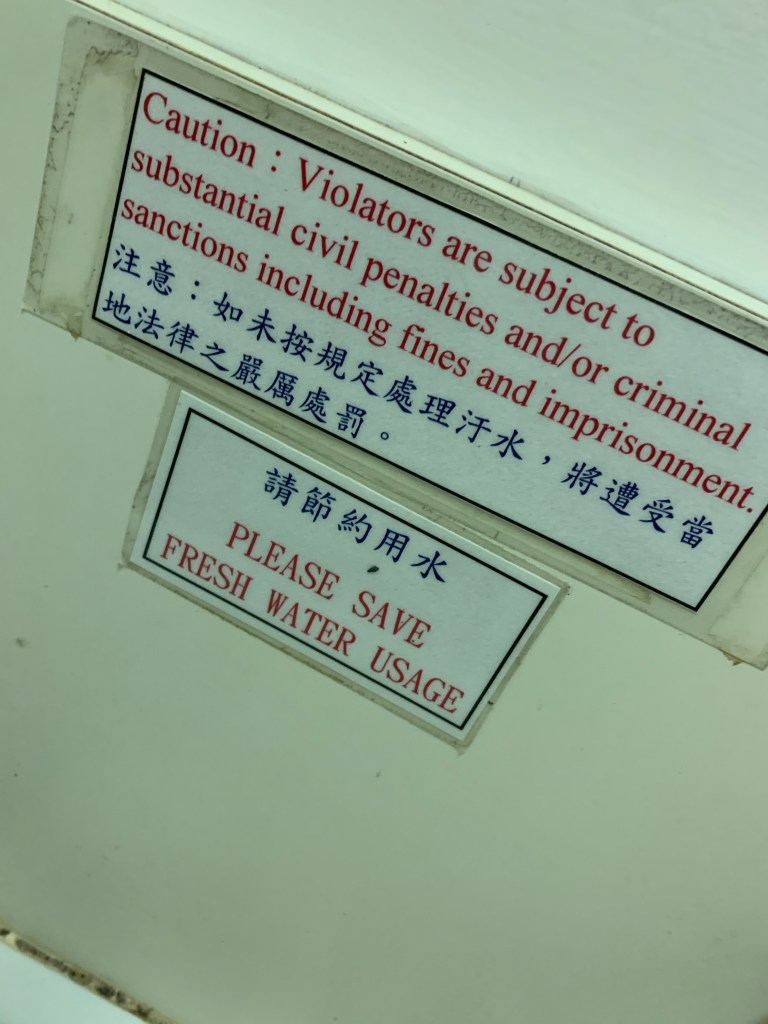 Caution：Violators are subject to
substantial civil penalties and/or criminal
sanctions including fines and imprisonment.
注意：如未按規定處理汙水，將遭受當
地法律之嚴厲處罰。
請節約用水
PLEASE SAVE
FRESH WATER USAGE